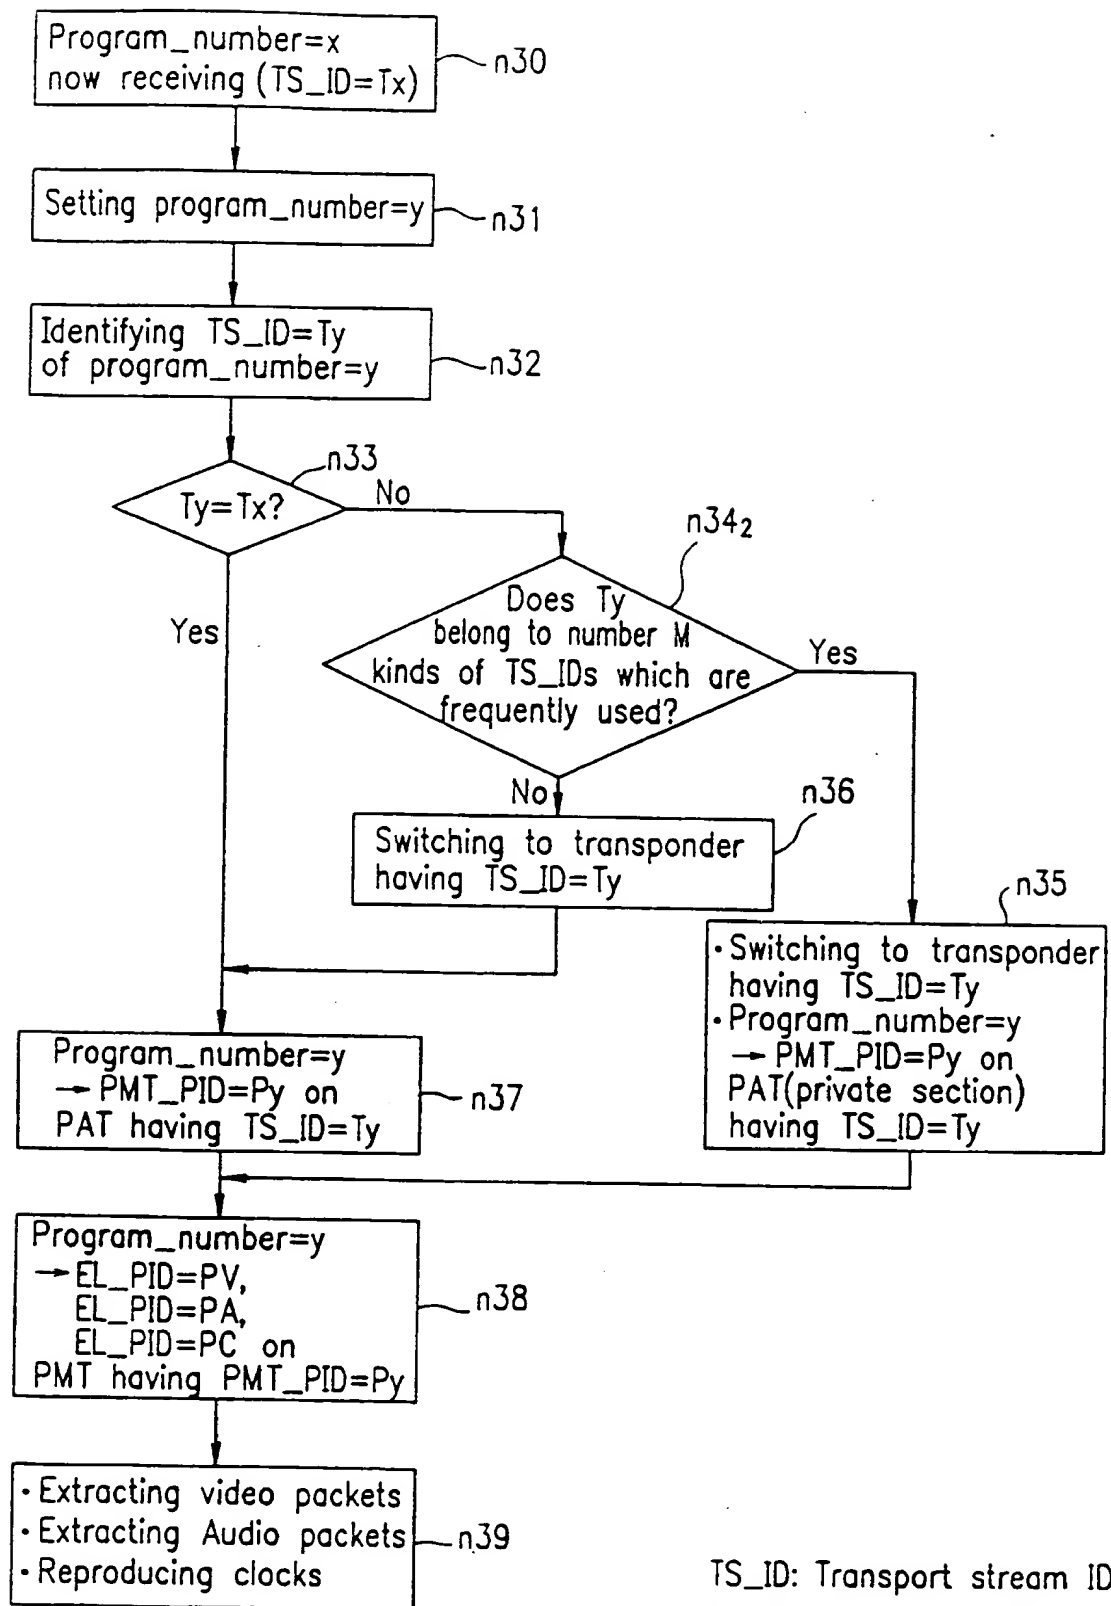 Program_number=x
now receiving (TS_ID=Tx)
n30
Setting program_number=y
n31
Identifying TS_ID=Ty
of program_number=y
n32
n33
Ty=Tx?
No
Yes
n34₂
Does Ty
belong to number M
kinds of TS_IDs which are
frequently used?
Yes
No
n36
Switching to transponder
having TS_ID=Ty
n35
・Switching to transponder
having TS_ID=Ty
・Program_number=y
→ PMT_PID=Py on
PAT(private section)
having TS_ID=Ty
Program_number=y
→ PMT_PID=Py on
PAT having TS_ID=Ty
n37
Program_number=y
→ EL_PID=PV,
EL_PID=PA,
EL_PID=PC on
PMT having PMT_PID=Py
n38
・Extracting video packets
・Extracting Audio packets
・Reproducing clocks
n39
TS_ID: Transport stream ID